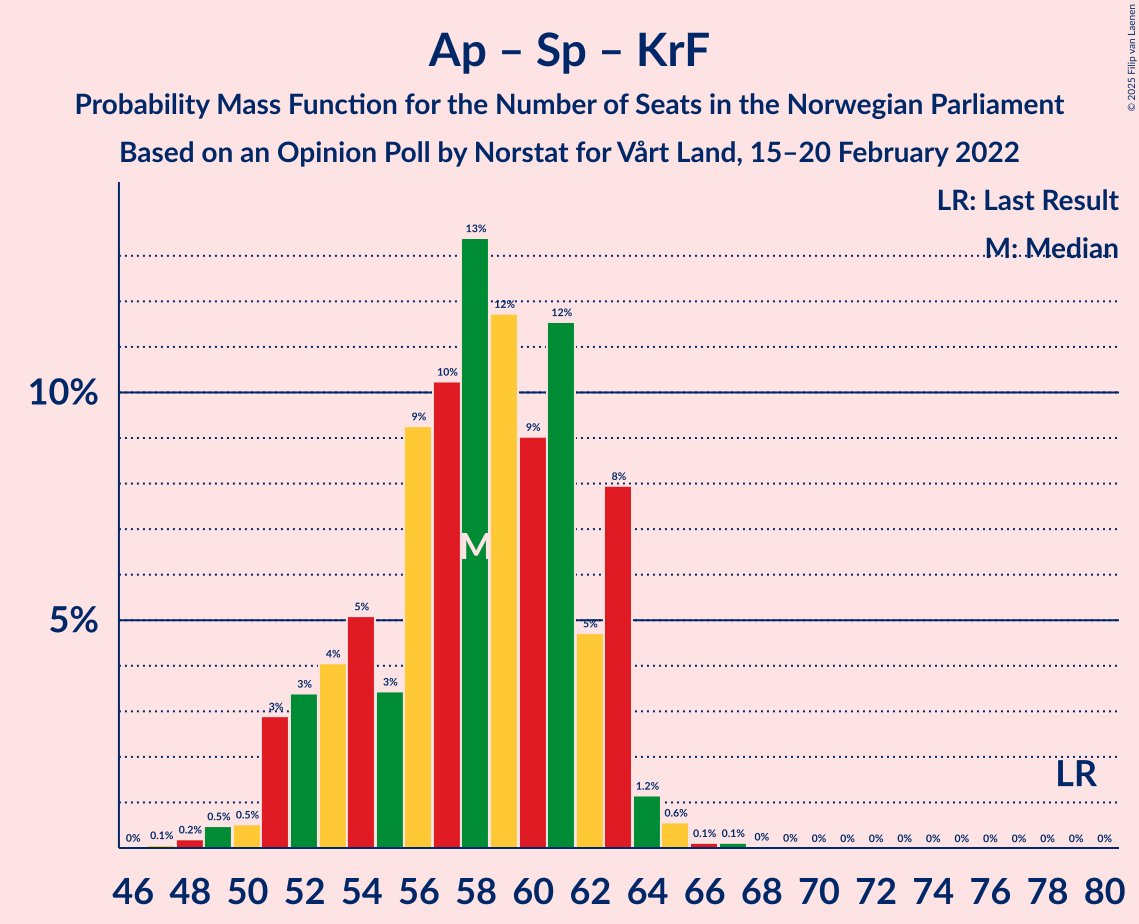 Ap – Sp – KrF
Probability Mass Function for the Number of Seats in the Norwegian Parliament
Based on an Opinion Poll by Norstat for Vårt Land, 15–20 February 2022
© 2025 Filip van Laenen
LR: Last Result
M: Median
10%
5%
0% 0.1% 0.2% 0.5% 0.5% 3% 3% 4% 5% 3% 9% 10% 13% 12% 9% 12% 5% 8% 1.2% 0.6% 0.1% 0.1% 0% 0% 0% 0% 0% 0% 0% 0% 0% 0% 0% 0% 0%
M
LR
46 48 50 52 54 56 58 60 62 64 66 68 70 72 74 76 78 80